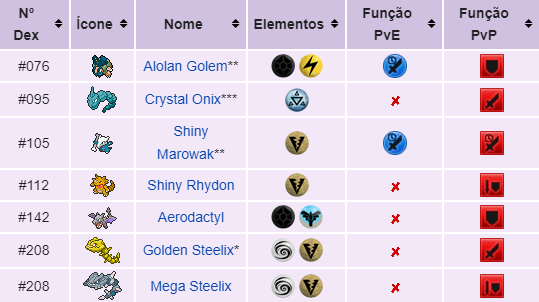 Nº Dex Ícone Nome Elementos Função PvE Função PvP
#076 Alolan Golem**
#095 Crystal Onix*** ✘
#105 Shiny Marowak**
#112 Shiny Rhydon ✘
#142 Aerodactyl ✘
#208 Golden Steelix* ✘
#208 Mega Steelix ✘